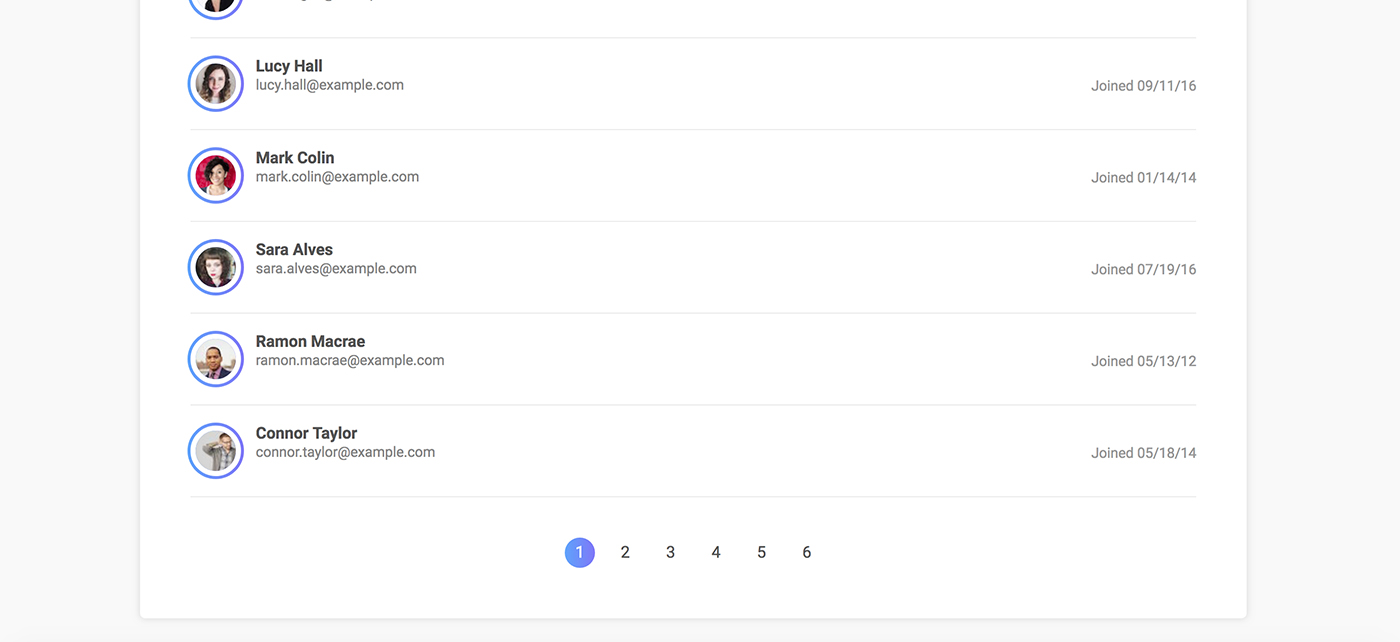 Lucy Hall
lucy.hall@example.com
Joined 09/11/16
Mark Colin
mark.colin@example.com
Joined 01/14/14
Sara Alves
sara.alves@example.com
Joined 07/19/16
Ramon Macrae
ramon.macrae@example.com
Joined 05/13/12
Connor Taylor
connor.taylor@example.com
Joined 05/18/14
1 2 3 4 5 6